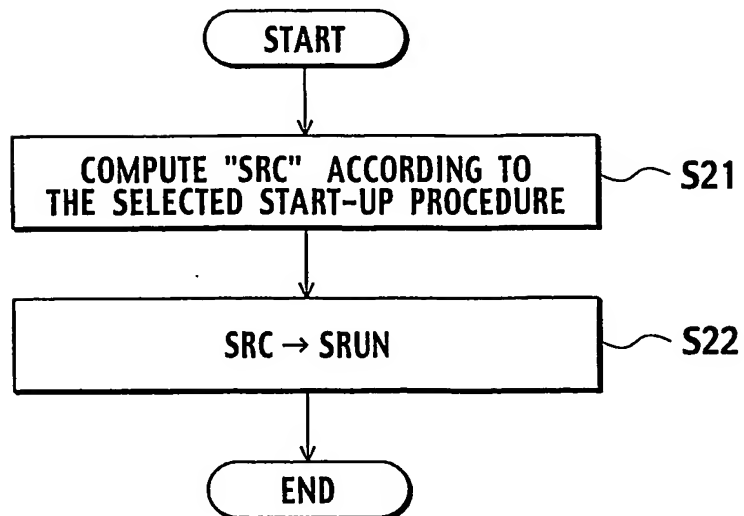 START
COMPUTE "SRC" ACCORDING TO
THE SELECTED START-UP PROCEDURE
S21
SRC → SRUN
S22
END